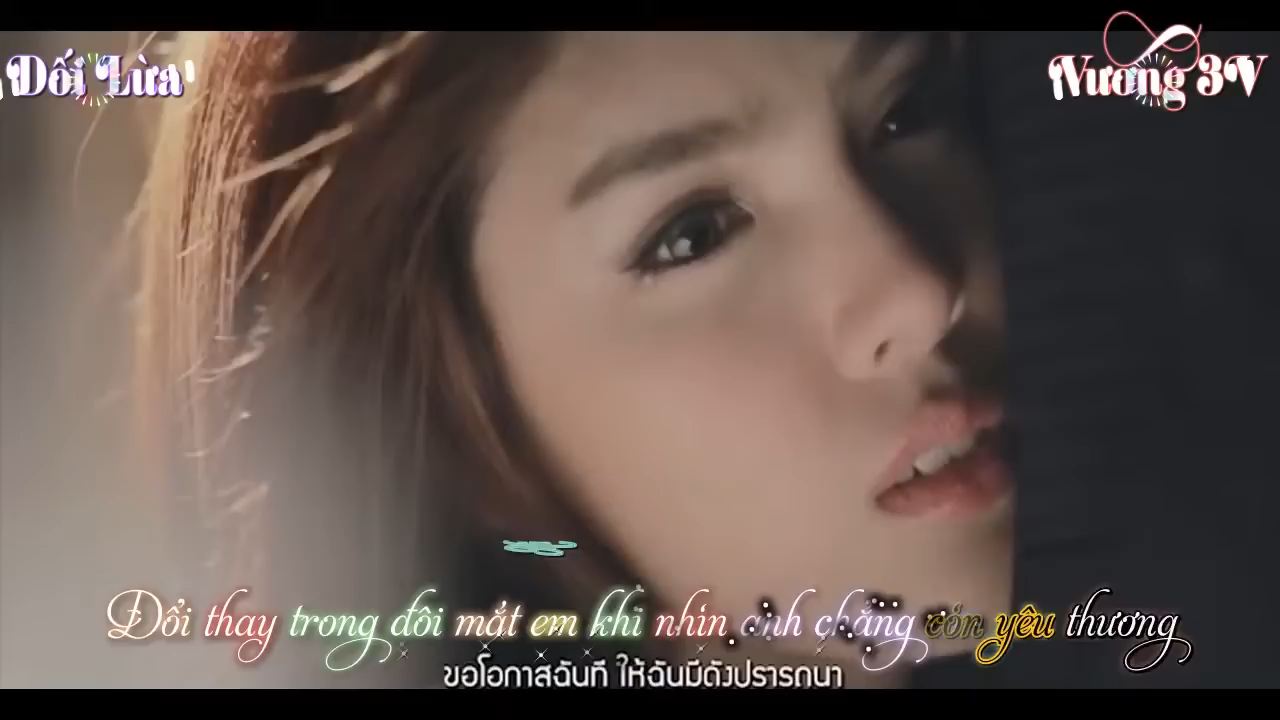 Dối Lừa
Vương 3V
Đổi thay trong đôi mắt em khi nhìn anh chẳng còn yêu thương
ขอโอกาสฉันที ให้ฉันมีดังปรารถนา